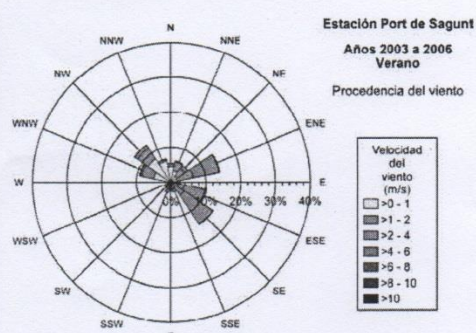 Estación Port de Sagunt
Años 2003 a 2006
Verano
Procedencia del viento
N
NNW
NNE
NW
NE
WNW
ENE
W
E
0%
10%
20%
30%
40%
WSW
ESE
SW
SE
SSW
SSE
Velocidad
del
viento
(m/s)
>0 - 1
>1 - 2
>2 - 4
>4 - 6
>6 - 8
>8 - 10
>10